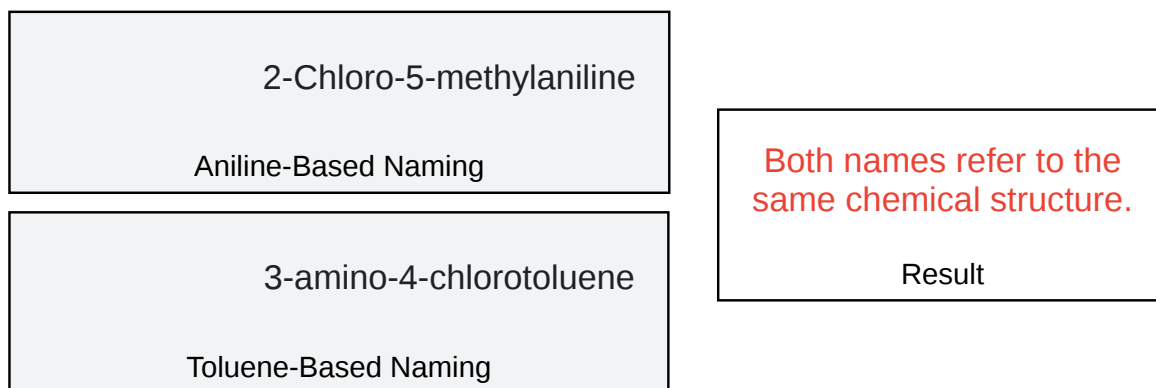 2-Chloro-5-methylaniline
Aniline-Based Naming
3-amino-4-chlorotoluene
Toluene-Based Naming
Both names refer to the
same chemical structure.
Result